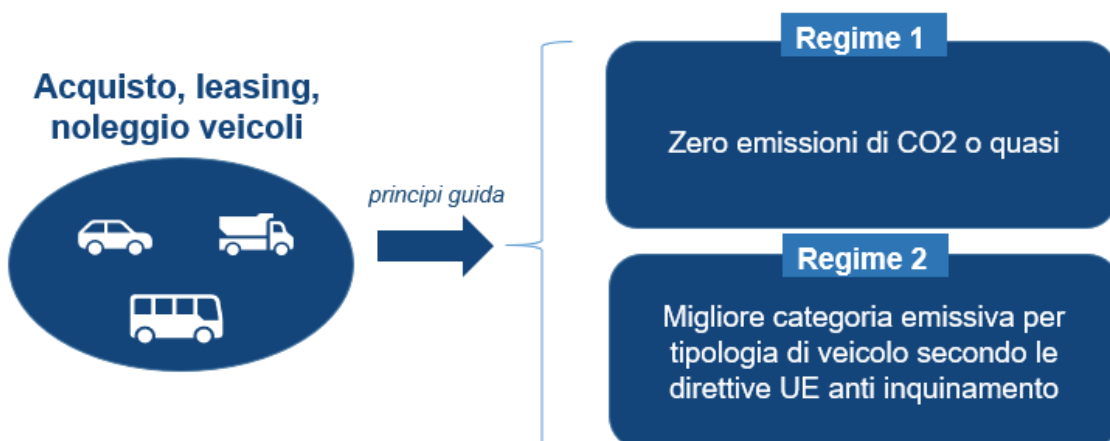 Acquisto, leasing,
noleggio veicoli
principi guida
Regime 1
Zero emissioni di CO2 o quasi
Regime 2
Migliore categoria emissiva per
tipologia di veicolo secondo le
direttive UE anti inquinamento